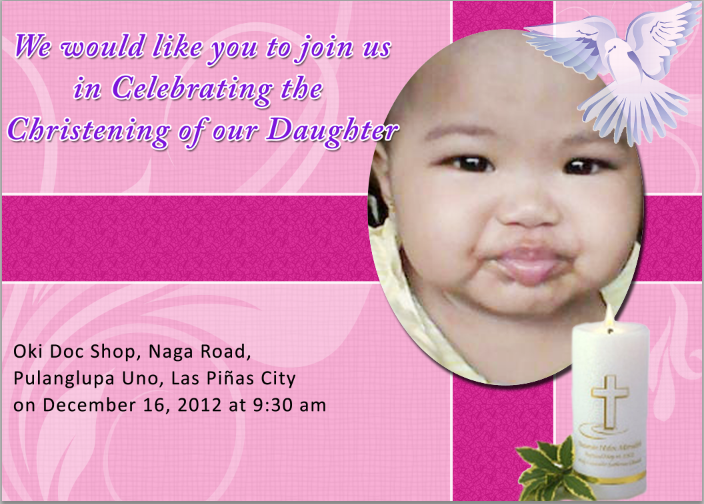 We would like you to join us
in Celebrating the
Christening of our Daughter
Oki Doc Shop, Naga Road,
Pulanglupa Uno, Las Piñas City
on December 16, 2012 at 9:30 am